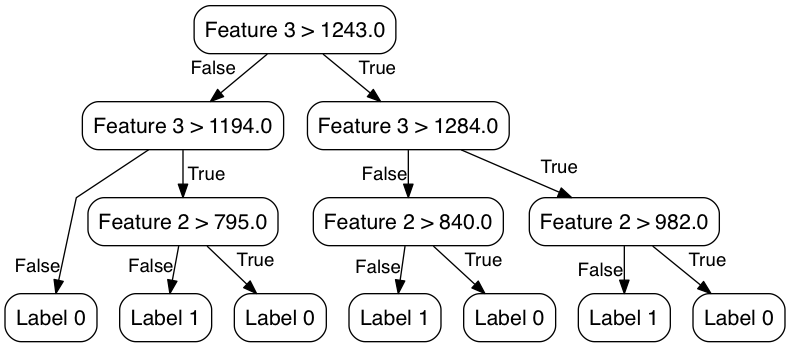 Feature 3 > 1243.0
False
True
Feature 3 > 1194.0
Feature 3 > 1284.0
True
False
True
Feature 2 > 795.0
Feature 2 > 840.0
Feature 2 > 982.0
False
False
True
False
True
False
True
Label 0
Label 1
Label 0
Label 1
Label 0
Label 1
Label 0